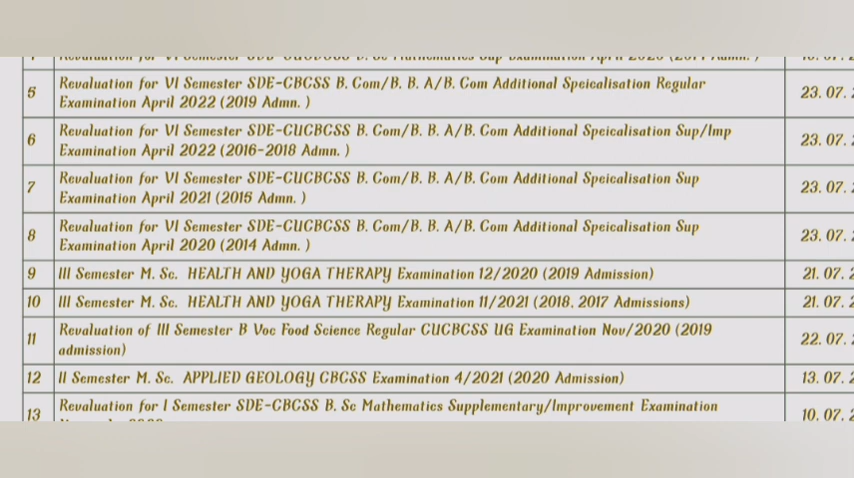 Revaluation for VI Semester SDE-CBCSS B. Com/B. B. A/B. Com Additional Speicalisation Regular
5 Examination April 2022 (2019 Admn. ) 23. 07.
Revaluation for VI Semester SDE-CUCBCSS B. Com/B. B. A/B. Com Additional Speicalisation Sup/Imp
6 Examination April 2022 (2016-2018 Admn. ) 23. 07.
Revaluation for VI Semester SDE-CUCBCSS B. Com/B. B. A/B. Com Additional Speicalisation Sup
7 Examination April 2021 (2015 Admn. ) 23. 07.
Revaluation for VI Semester SDE-CUCBCSS B. Com/B. B. A/B. Com Additional Speicalisation Sup
8 Examination April 2020 (2014 Admn. ) 23. 07.
9 III Semester M. Sc. HEALTH AND YOGA THERAPY Examination 12/2020 (2019 Admission) 21. 07.
10 III Semester M. Sc. HEALTH AND YOGA THERAPY Examination 11/2021 (2018, 2017 Admissions) 21. 07.
Revaluation of III Semester B Voc Food Science Regular CUCBCSS UG Examination Nov/2020 (2019
11 admission) 22. 07.
12 II Semester M. Sc. APPLIED GEOLOGY CBCSS Examination 4/2021 (2020 Admission) 13. 07.
Revaluation for I Semester SDE-CBCSS B. Sc Mathematics Supplementary/Improvement Examination
13 10. 07.